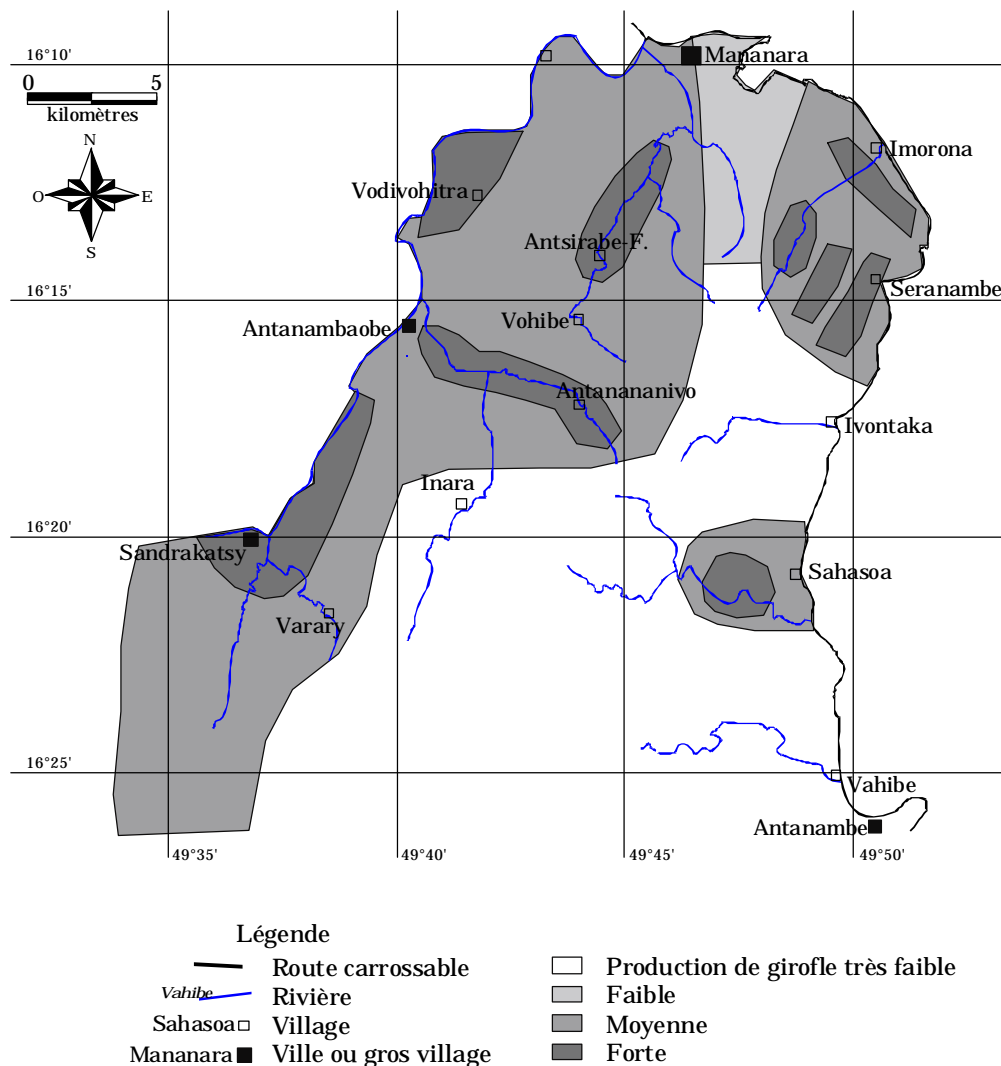 16°10'
Mananara
0 5
kilomètres
N
O E
S
Imorona
Vodivohitra
Antsirabe-F.
16°15'
Seranambe
Antanambaobe
Vohibe
Antanananivo
Ivontaka
Inara
16°20'
Sandrakatsy
Sahasoa
Varary
16°25'
Vahibe
Antanambe
49°35' 49°40' 49°45' 49°50'
Légende
Route carrossable
Vahibe Rivière
Sahasoa Village
Mananara Ville ou gros village
Production de girofle très faible
Faible
Moyenne
Forte